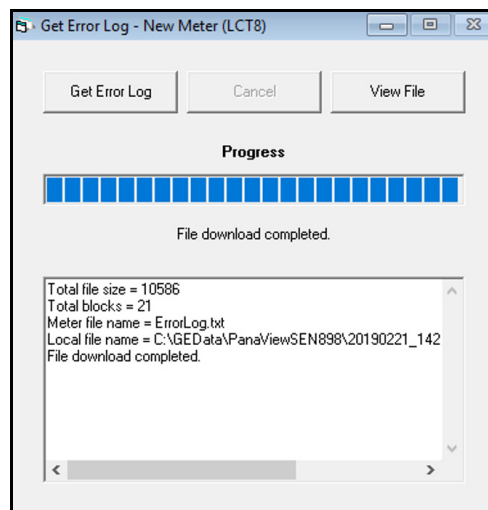 Get Error Log - New Meter (LCT8)
Get Error Log Cancel View File
Progress
File download completed.
Total file size = 10586
Total blocks = 21
Meter file name = ErrorLog.txt
Local file name = C:\GEData\PanaViewSEN898\20190221_142
File download completed.